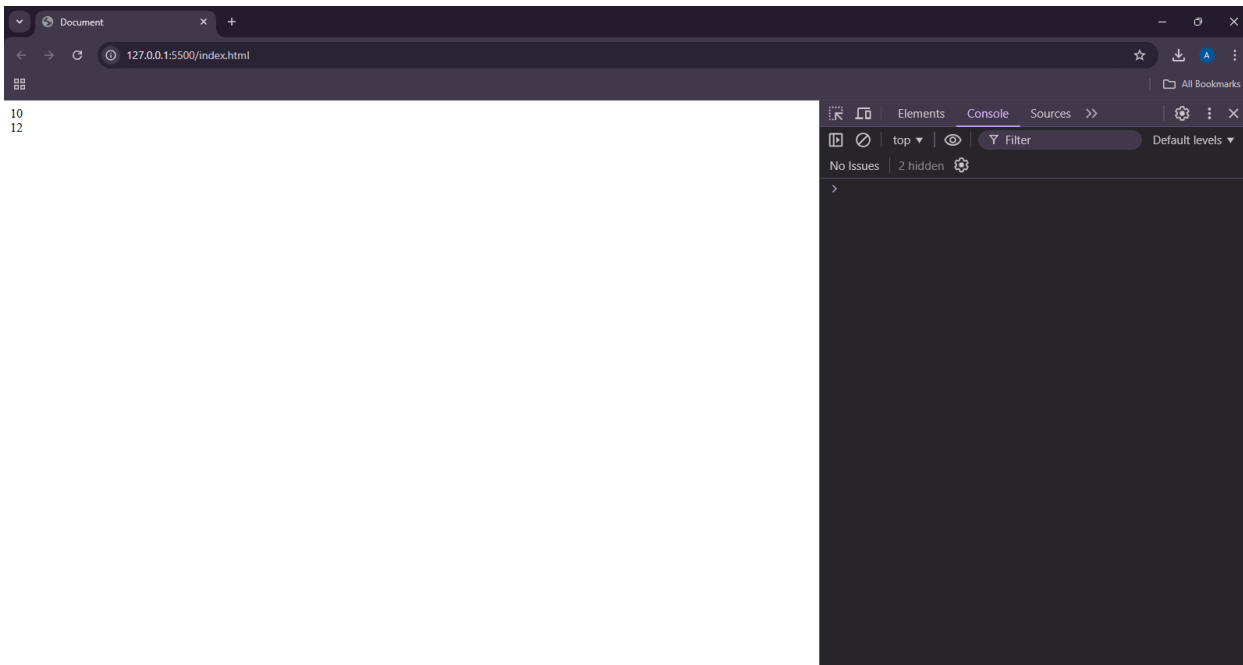 Document
127.0.0.1:5500/index.html
A
All Bookmarks
10
12
Elements Console Sources
top Filter Default levels
No Issues 2 hidden